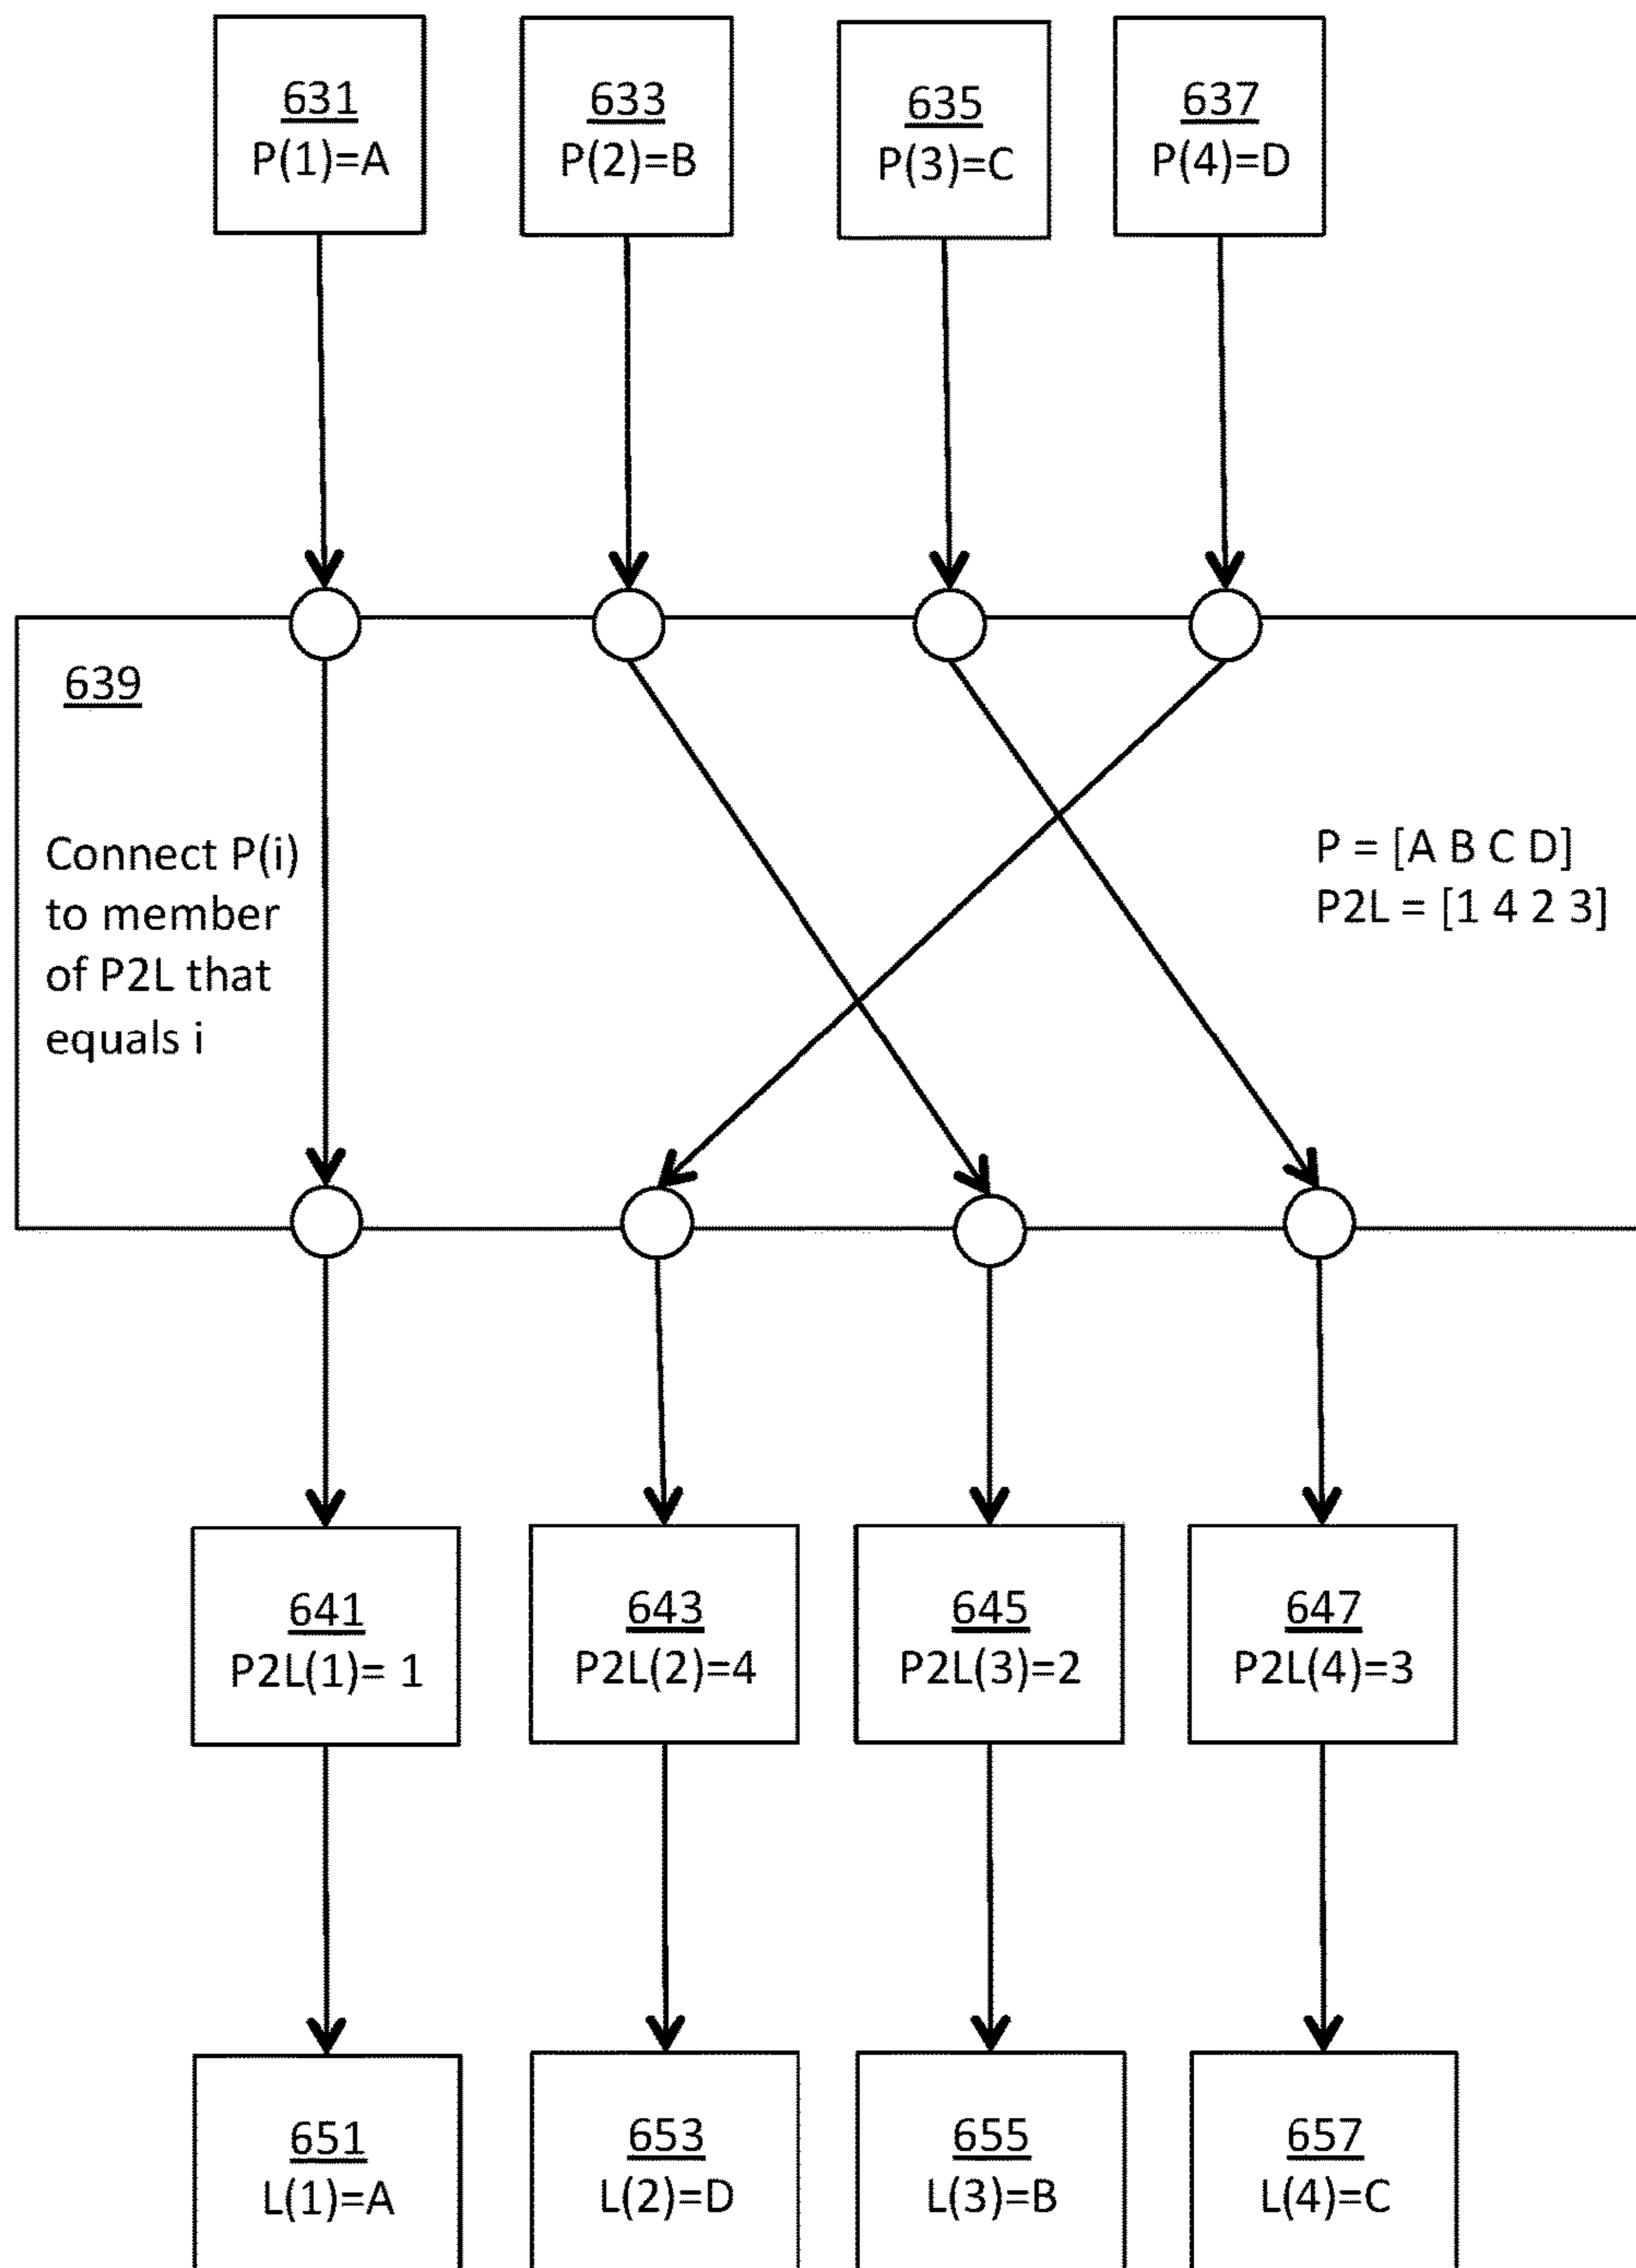 631
P(1)=A
633
P(2)=B
635
P(3)=C
637
P(4)=D
639
Connect P(i)
to member
of P2L that
equals i
P = [A B C D]
P2L = [1 4 2 3]
641
P2L(1)= 1
643
P2L(2)=4
645
P2L(3)=2
647
P2L(4)=3
651
L(1)=A
653
L(2)=D
655
L(3)=B
657
L(4)=C